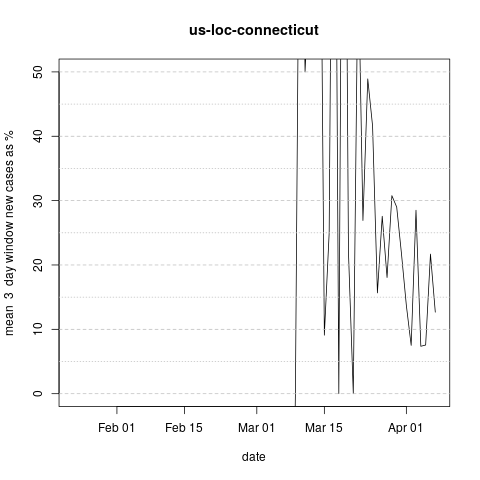 us-loc-connecticut
mean 3 day window new cases as %
50
40
30
20
10
0
Feb 01 Feb 15 Mar 01 Mar 15 Apr 01
date